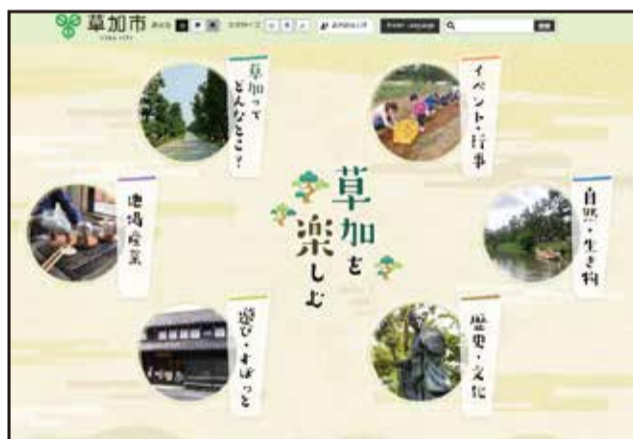 草加市
草加って
どんなとこ?
イベント・行事
地場産業
草加を
楽しむ
自然・生き物
遊び・すぽっと
歴史・文化